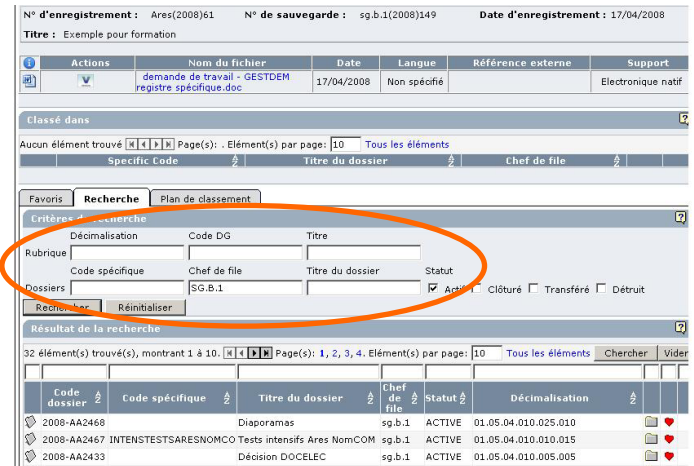 N° d'enregistrement : Ares(2008)61 N° de sauvegarde : sg.b.1(2008)149 Date d'enregistrement : 17/04/2008
Titre : Exemple pour formation
Actions Nom du fichier Date Langue Référence externe Support
demande de travail - GESTDEM
registre spécifique.doc 17/04/2008 Non spécifié Electronique natif
Classé dans
Aucun élément trouvé Page(s): . Elément(s) par page: 10 Tous les éléments
Specific Code Titre du dossier Chef de file
Favoris Recherche Plan de classement
Critères de recherche
Décimalisation Code DG Titre
Rubrique
Code spécifique Chef de file Titre du dossier Statut
Dossiers SG.B.1 Actif Clôturé Transféré Détruit
Rechercher Réinitialiser
Résultat de la recherche
32 élément(s) trouvé(s), montrant 1 à 10. Page(s): 1, 2, 3, 4. Elément(s) par page: 10 Tous les éléments Chercher Vider
Code dossier Code spécifique Titre du dossier Chef de file Statut Décimalisation
2008-AA2468 Diaporamas sg.b.1 ACTIVE 01.05.04.010.025.010
2008-AA2467 INTENSTESTSARESNOMCO Tests intensifs Ares NomCOM sg.b.1 ACTIVE 01.05.04.010.010.015
2008-AA2433 Décision DOCELEC sg.b.1 ACTIVE 01.05.04.010.005.005